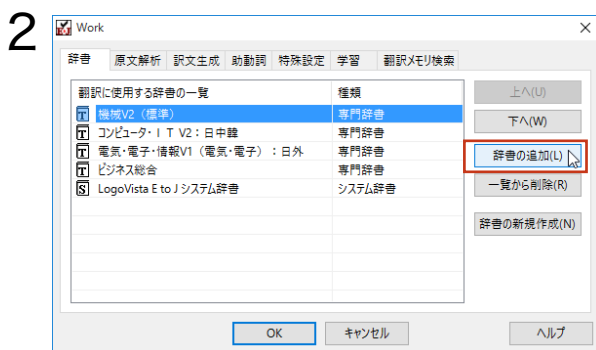 2
Work
辞書 原文解析 訳文生成 助動詞 特殊設定 学習 翻訳メモリ検索
翻訳に使用する辞書の一覧 種類
機械V2（標準） 専門辞書
コンピュータ・ＩＴ V2：日中韓 専門辞書
電気・電子・情報V1（電気・電子）：日外 専門辞書
ビジネス総合 専門辞書
LogoVista E to J システム辞書 システム辞書
上へ(U)
下へ(W)
辞書の追加(L)
一覧から削除(R)
辞書の新規作成(N)
OK キャンセル ヘルプ